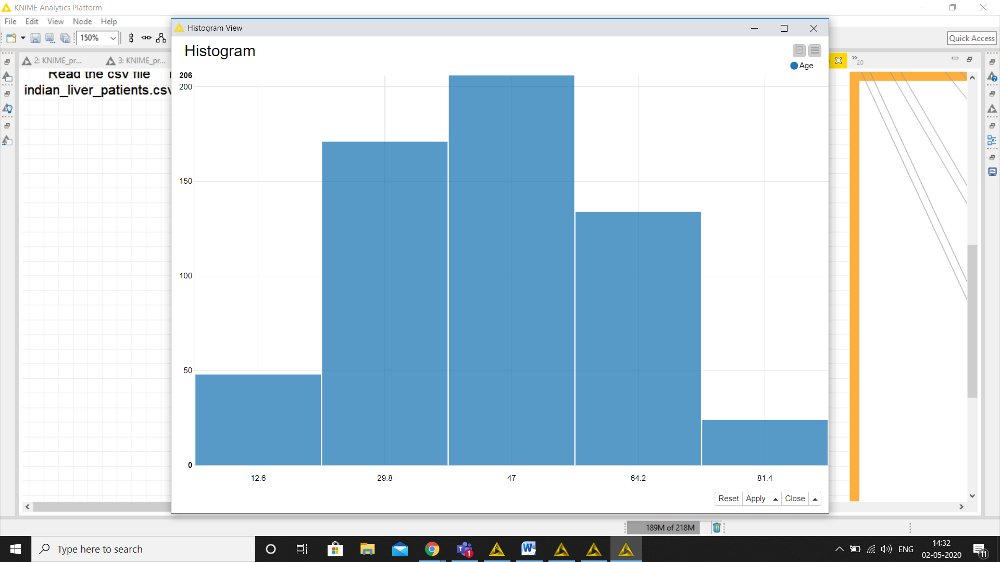 KNIME Analytics Platform
File Edit View Node Help
150%
Quick Access
2: KNIME_pr...
3: KNIME_pr...
20
Read the csv file
indian_liver_patients.csv
Histogram View
Histogram
Age
206
200
150
100
50
0
12.6 29.8 47 64.2 81.4
Reset Apply Close
189M of 218M
Type here to search
1
W
ENG
14:32
02-05-2020
11